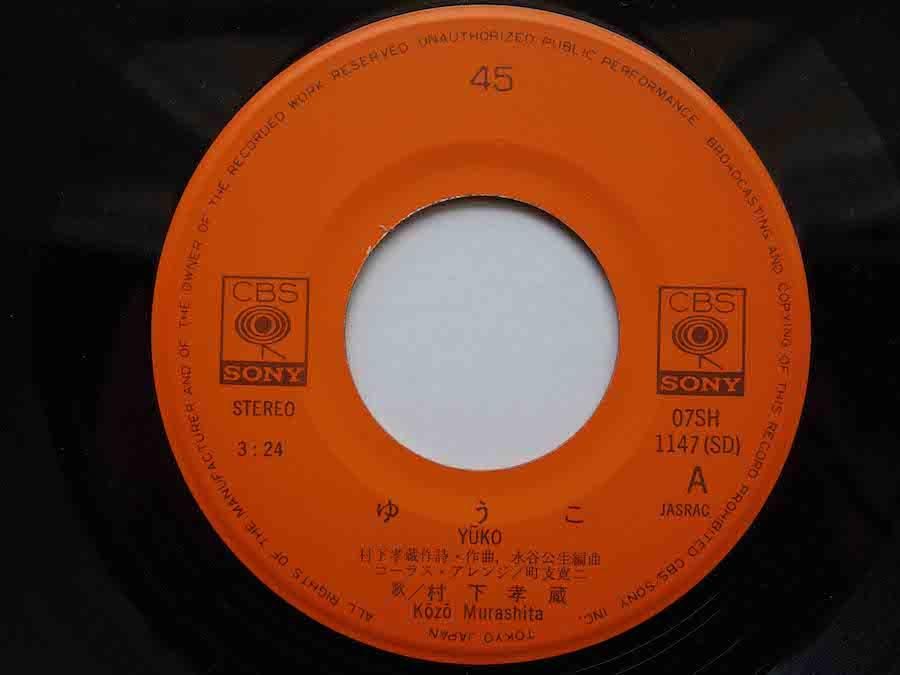 45
CBS
SONY
STEREO
3:24
CBS
SONY
07SH
1147(SD)
A
JASRAC
ゆうこ
YŪKO
村下孝蔵作詩・作曲，水谷公生編曲
コーラス・アレンジ／町支寛二
歌／村下孝蔵
Kōzō Murashita
ALL RIGHTS OF THE MANUFACTURER AND OF THE OWNER OF THE RECORDED WORK RESERVED UNAUTHORIZED PUBLIC PERFORMANCE BROADCASTING AND COPYING OF THIS RECORD PROHIBITED CBS/SONY INC.
TOKYO JAPAN